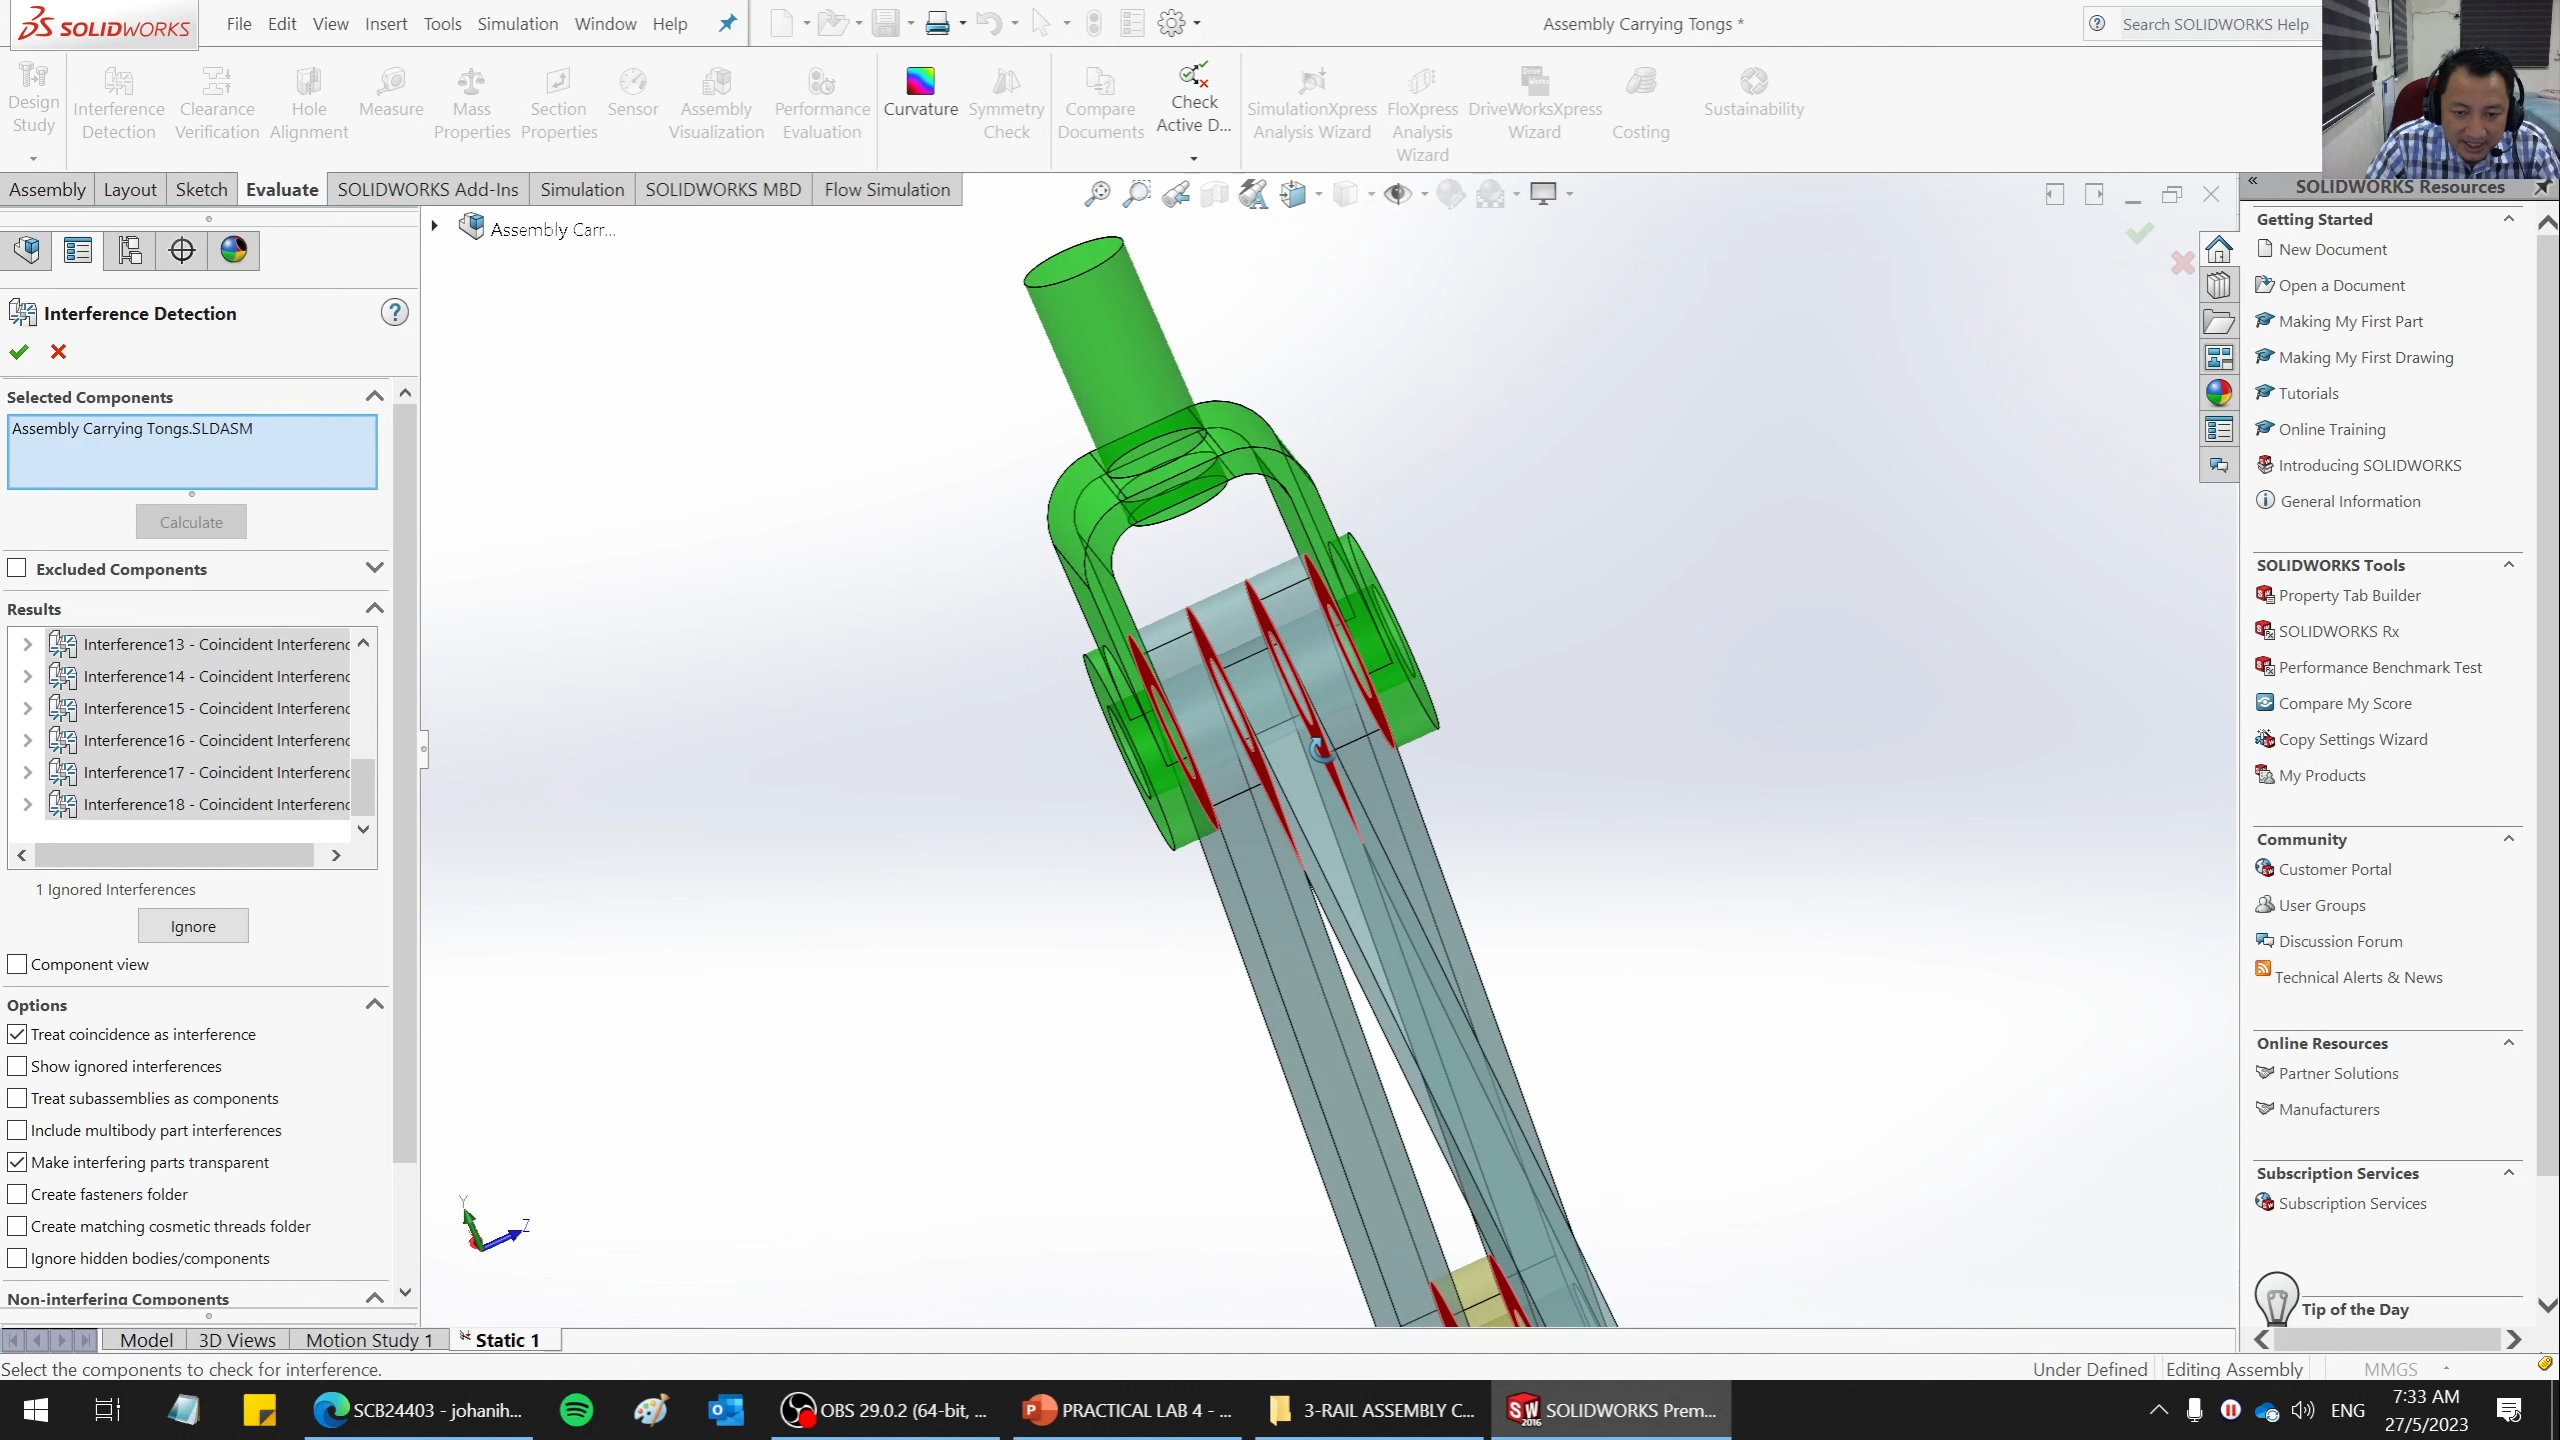 SOLIDWORKS
File Edit View Insert Tools Simulation Window Help
Assembly Carrying Tongs *
Search SOLIDWORKS Help
Design Study
Interference Detection
Clearance Verification
Hole Alignment
Measure
Mass Properties
Section Properties
Sensor
Assembly Visualization
Performance Evaluation
Curvature
Symmetry Check
Compare Documents
Check Active D...
SimulationXpress Analysis Wizard
FloXpress Analysis Wizard
DriveWorksXpress Wizard
Costing
Sustainability
Assembly Layout Sketch Evaluate SOLIDWORKS Add-Ins Simulation SOLIDWORKS MBD Flow Simulation
Assembly Carr...
Interference Detection
Selected Components
Assembly Carrying Tongs.SLDASM
Calculate
Excluded Components
Results
Interference13 - Coincident Interferenc
Interference14 - Coincident Interferenc
Interference15 - Coincident Interferenc
Interference16 - Coincident Interferenc
Interference17 - Coincident Interferenc
Interference18 - Coincident Interferenc
1 Ignored Interferences
Ignore
Component view
Options
Treat coincidence as interference
Show ignored interferences
Treat subassemblies as components
Include multibody part interferences
Make interfering parts transparent
Create fasteners folder
Create matching cosmetic threads folder
Ignore hidden bodies/components
Non-interfering Components
Y
Z
SOLIDWORKS Resources
Getting Started
New Document
Open a Document
Making My First Part
Making My First Drawing
Tutorials
Online Training
Introducing SOLIDWORKS
General Information
SOLIDWORKS Tools
Property Tab Builder
SOLIDWORKS Rx
Performance Benchmark Test
Compare My Score
Copy Settings Wizard
My Products
Community
Customer Portal
User Groups
Discussion Forum
Technical Alerts & News
Online Resources
Partner Solutions
Manufacturers
Subscription Services
Subscription Services
Tip of the Day
Model 3D Views Motion Study 1 Static 1
Select the components to check for interference.
Under Defined Editing Assembly MMGS
SCB24403 - johanih...
OBS 29.0.2 (64-bit, ...
PRACTICAL LAB 4 - ...
3-RAIL ASSEMBLY C...
SW 2016
SOLIDWORKS Prem...
ENG
7:33 AM
27/5/2023